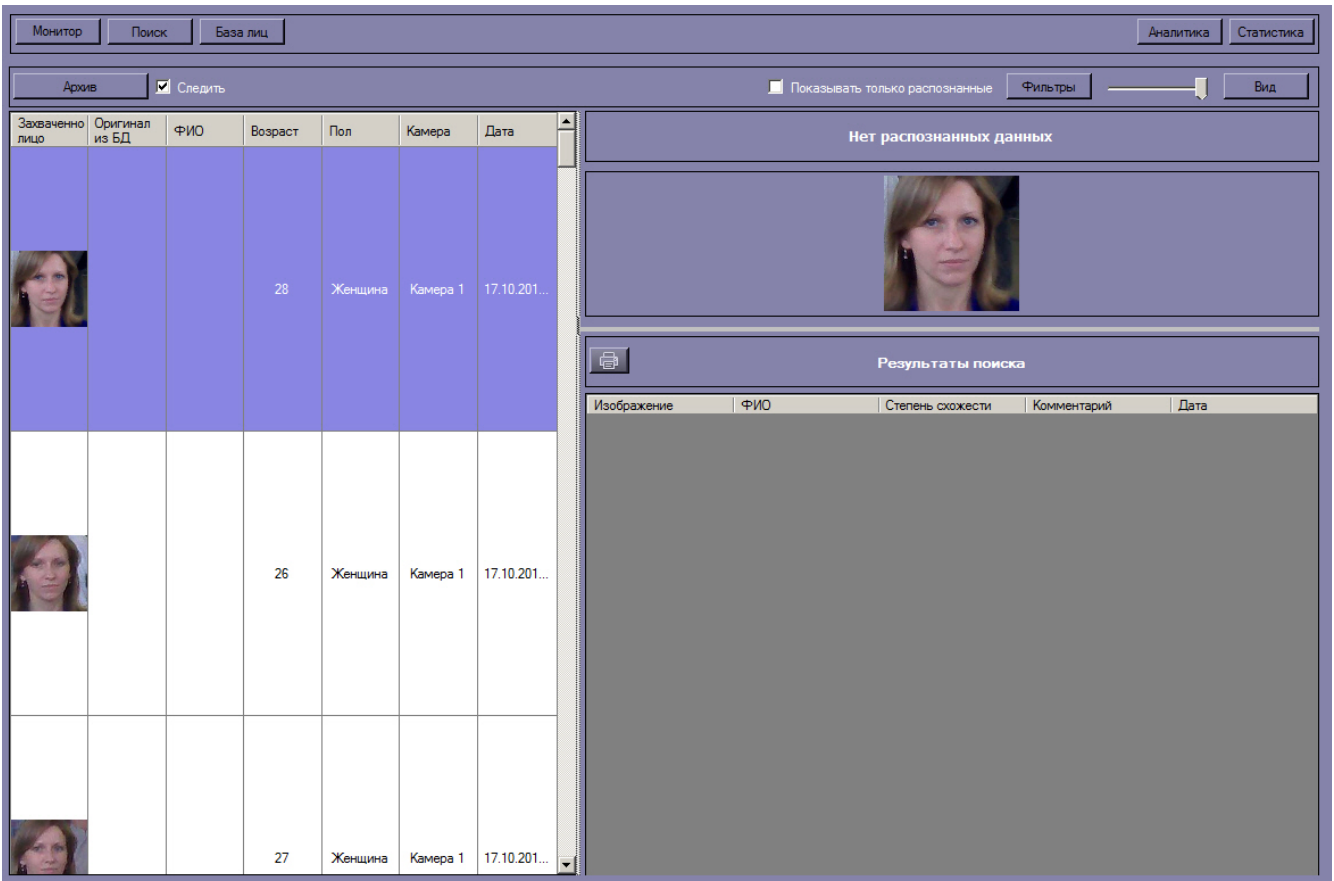 Монитор Поиск База лиц Аналитика Статистика
Архив Следить Показывать только распознанные Фильтры Вид
Захваченно Оригинал ФИО Возраст Пол Камера Дата
лицо из БД
Нет распознанных данных
28 Женщина Камера 1 17.10.201...
Результаты поиска
Изображение ФИО Степень схожести Комментарий Дата
26 Женщина Камера 1 17.10.201...
27 Женщина Камера 1 17.10.201...